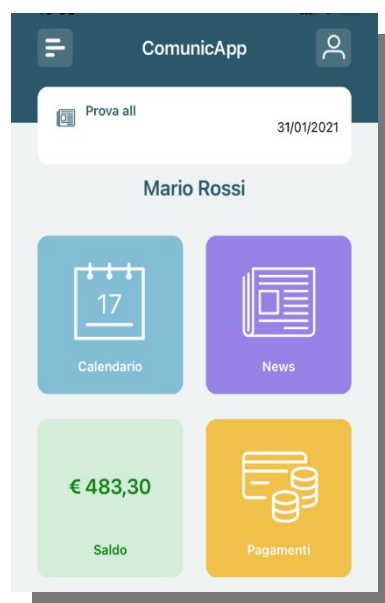 ComunicApp
Prova all
31/01/2021
Mario Rossi
17
Calendario
News
€ 483,30
Saldo
Pagamenti